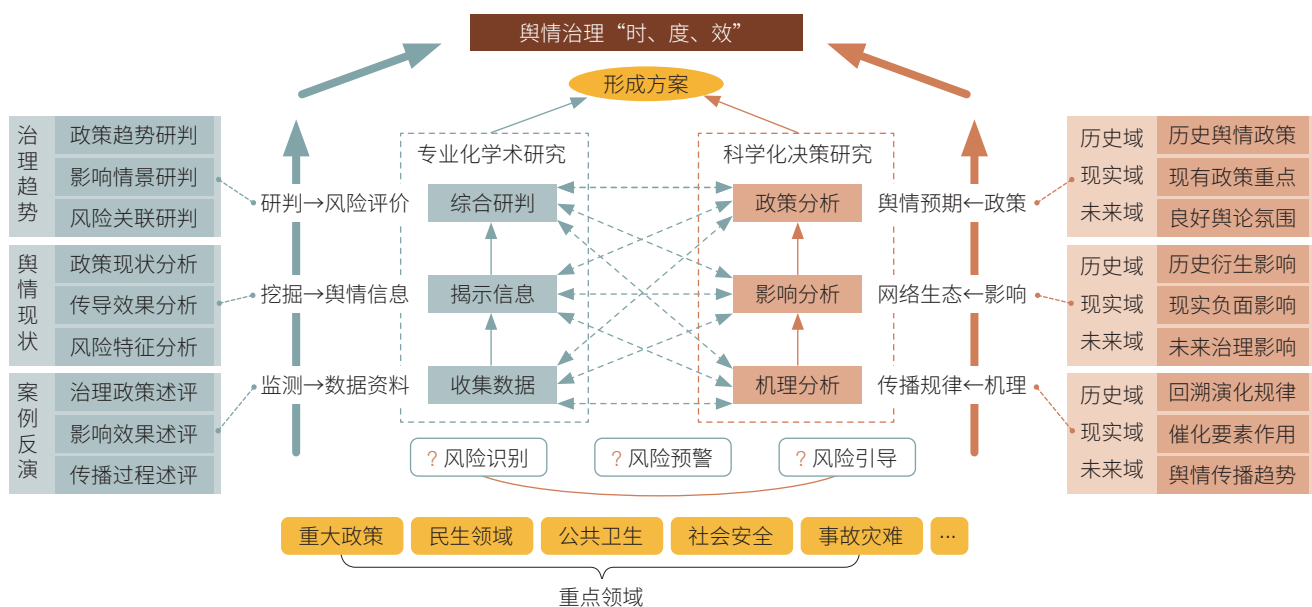 舆情治理“时、度、效”
形成方案
治理趋势
政策趋势研判
影响情景研判
风险关联研判
舆情现状
政策现状分析
传导效果分析
风险特征分析
案例反演
治理政策述评
影响效果述评
传播过程述评
研判→风险评价
挖掘→舆情信息
监测→数据资料
专业化学术研究
综合研判
揭示信息
收集数据
科学化决策研究
政策分析
影响分析
机理分析
舆情预期←政策
网络生态←影响
传播规律←机理
历史域
现实域
未来域
历史舆情政策
现有政策重点
良好舆论氛围
历史域
现实域
未来域
历史衍生影响
现实负面影响
未来治理影响
历史域
现实域
未来域
回溯演化规律
催化要素作用
舆情传播趋势
?风险识别
?风险预警
?风险引导
重大政策
民生领域
公共卫生
社会安全
事故灾难
…
重点领域